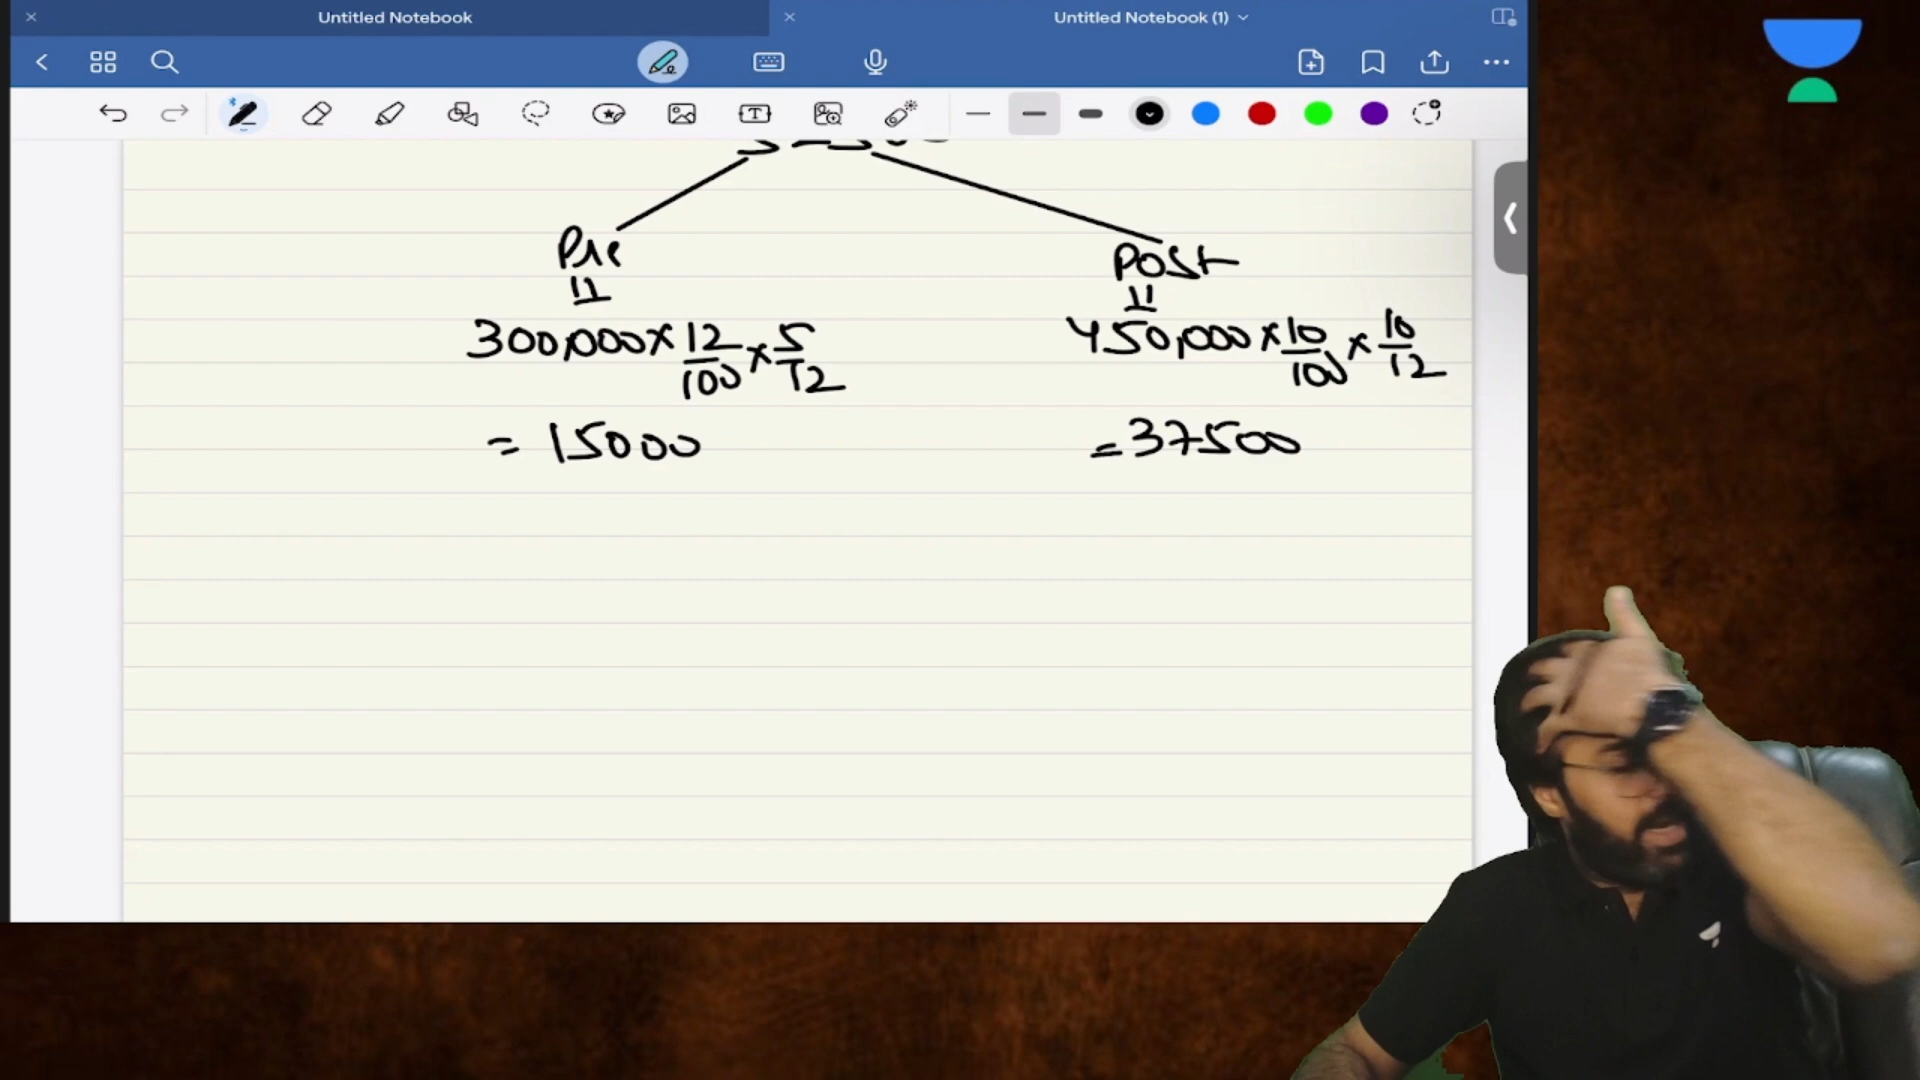 Untitled Notebook
Untitled Notebook (1)
Pre
Post
300,000 × 12/100 × 5/12
450,000 × 10/100 × 10/12
= 15000
= 37500